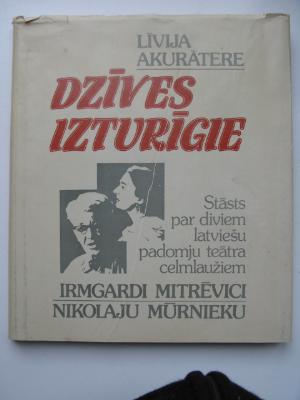 LĪVIJA
AKURĀTERE
DZĪVES
IZTURĪGIE
Stāsts
par diviem
latviešu
padomju teātra
celmlaužiem
IRMGARDI MITRĒVICI
NIKOLAJU MŪRNIEKU